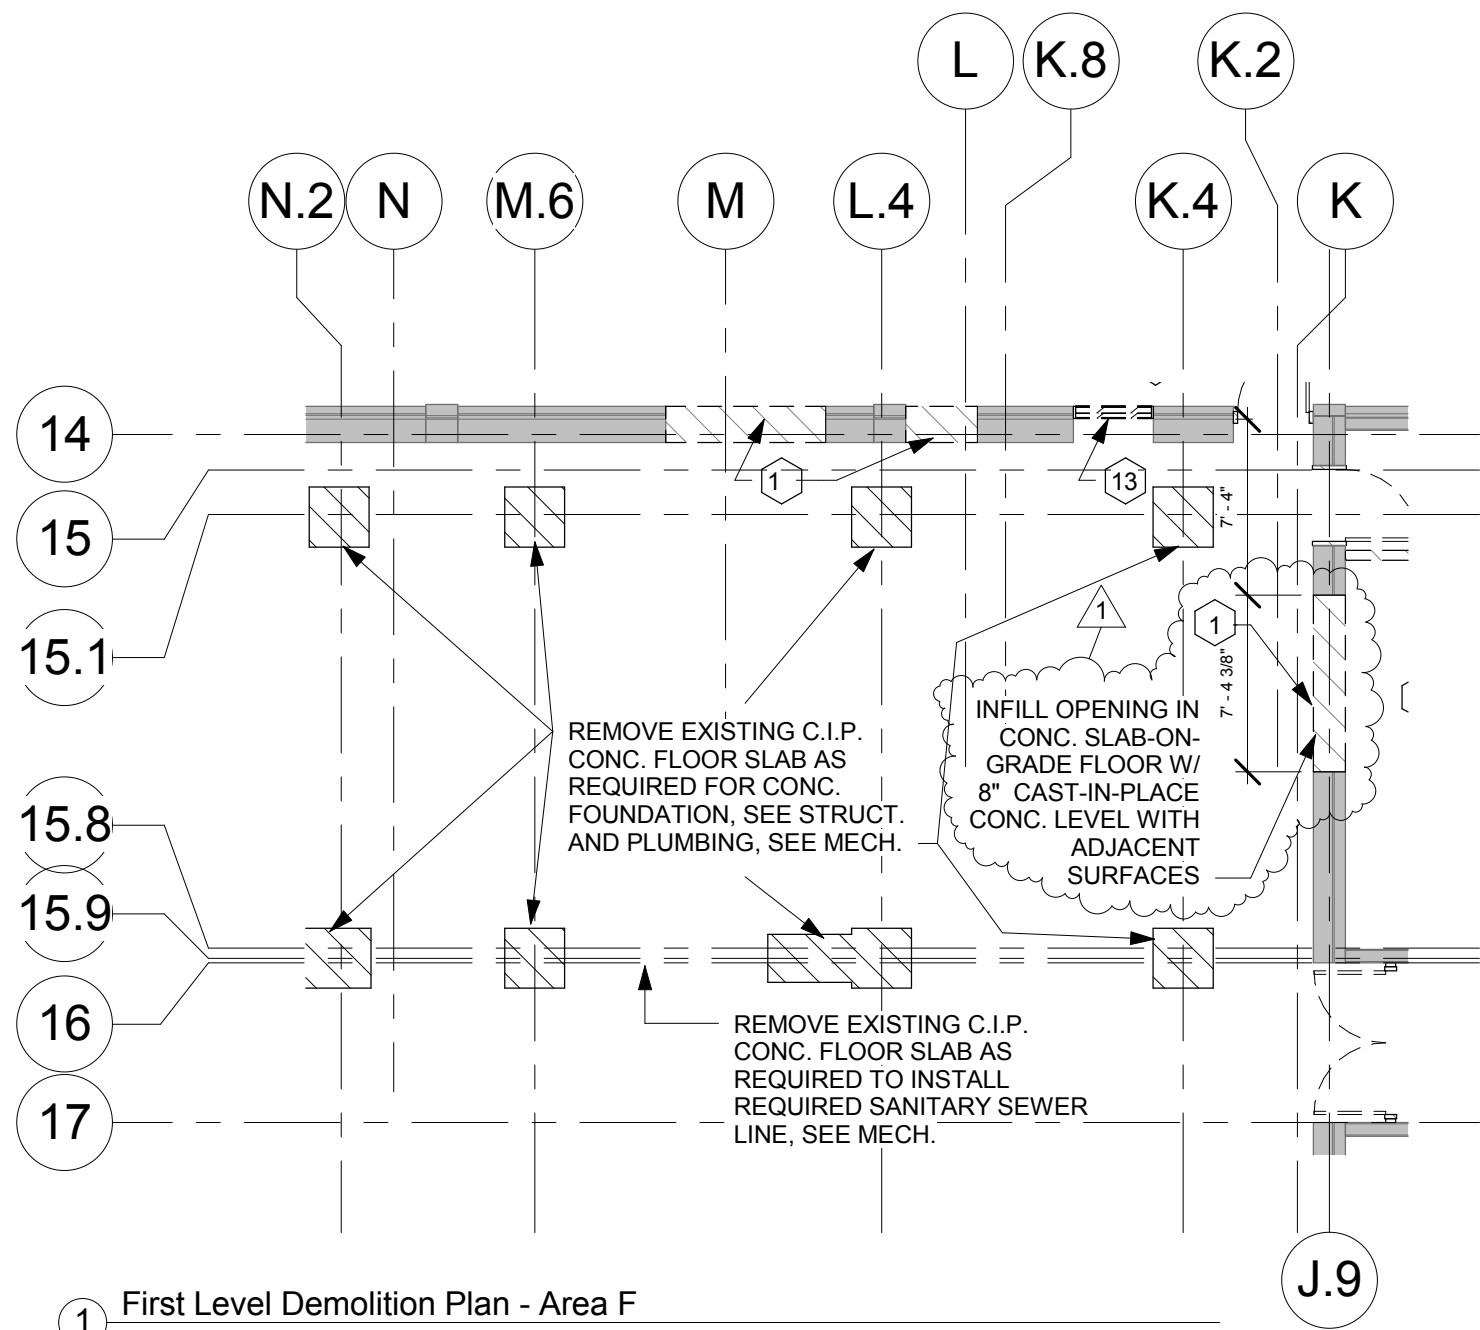 L
K.8
K.2
N.2
N
M.6
M
L.4
K.4
K
14
15
15.1
15.8
15.9
16
17
1
13
7' - 4"
1
1
7' - 4 3/8"
REMOVE EXISTING C.I.P.
CONC. FLOOR SLAB AS
REQUIRED FOR CONC.
FOUNDATION, SEE STRUCT.
AND PLUMBING, SEE MECH.
INFILL OPENING IN
CONC. SLAB-ON-
GRADE FLOOR W/
8" CAST-IN-PLACE
CONC. LEVEL WITH
ADJACENT
SURFACES
REMOVE EXISTING C.I.P.
CONC. FLOOR SLAB AS
REQUIRED TO INSTALL
REQUIRED SANITARY SEWER
LINE, SEE MECH.
J.9
1
First Level Demolition Plan - Area F